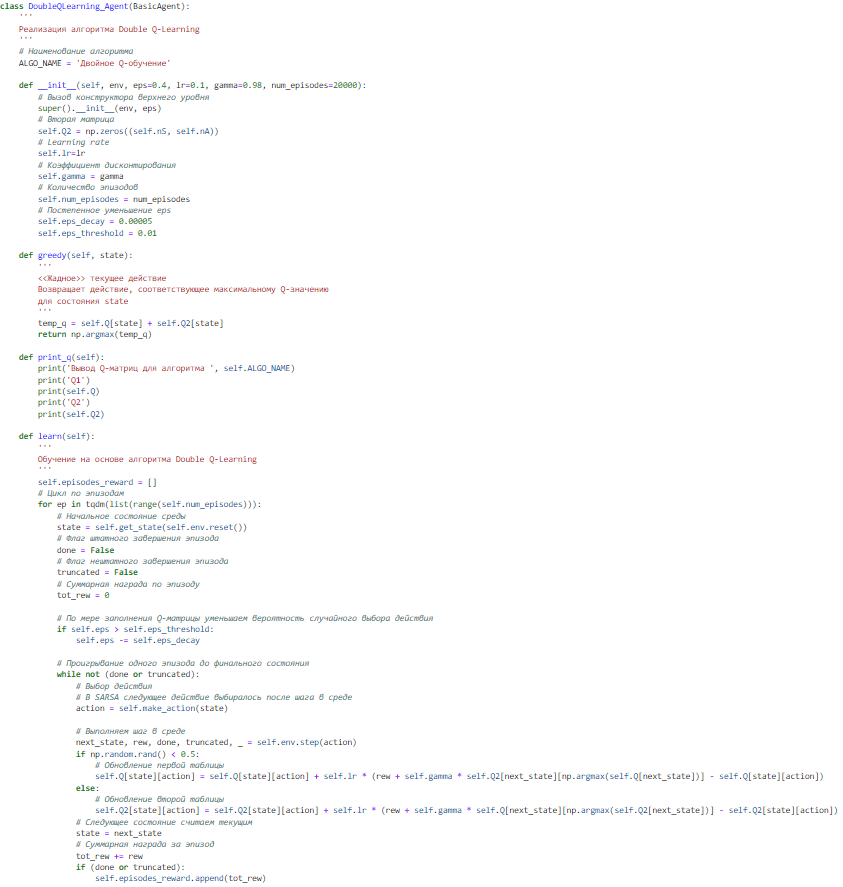 class DoubleQLearning_Agent(BasicAgent):
    '''
    Реализация алгоритма Double Q-Learning
    '''
    # Наименование алгоритма
    ALGO_NAME = 'Двойное Q-обучение'

    def __init__(self, env, eps=0.4, lr=0.1, gamma=0.98, num_episodes=20000):
        # Вызов конструктора верхнего уровня
        super().__init__(env, eps)
        # Вторая матрица
        self.Q2 = np.zeros((self.nS, self.nA))
        # Learning rate
        self.lr=lr
        # Коэффициент дисконтирования
        self.gamma = gamma
        # Количество эпизодов
        self.num_episodes = num_episodes
        # Постепенное уменьшение eps
        self.eps_decay = 0.00005
        self.eps_threshold = 0.01

    def greedy(self, state):
        '''
        <<Жадное>> текущее действие
        Возвращает действие, соответствующее максимальному Q-значению
        для состояния state
        '''
        temp_q = self.Q[state] + self.Q2[state]
        return np.argmax(temp_q)

    def print_q(self):
        print('Вывод Q-матриц для алгоритма ', self.ALGO_NAME)
        print('Q1')
        print(self.Q)
        print('Q2')
        print(self.Q2)

    def learn(self):
        '''
        Обучение на основе алгоритма Double Q-Learning
        '''
        self.episodes_reward = []
        # Цикл по эпизодам
        for ep in tqdm(list(range(self.num_episodes))):
            # Начальное состояние среды
            state = self.get_state(self.env.reset())
            # Флаг штатного завершения эпизода
            done = False
            # Флаг нештатного завершения эпизода
            truncated = False
            # Суммарная награда по эпизоду
            tot_rew = 0

            # По мере заполнения Q-матрицы уменьшаем вероятность случайного выбора действия
            if self.eps > self.eps_threshold:
                self.eps -= self.eps_decay

            # Проигрывание одного эпизода до финального состояния
            while not (done or truncated):
                # Выбор действия
                # В SARSA следующее действие выбиралось после шага в среде
                action = self.make_action(state)

                # Выполняем шаг в среде
                next_state, rew, done, truncated, _ = self.env.step(action)
                if np.random.rand() < 0.5:
                    # Обновление первой таблицы
                    self.Q[state][action] = self.Q[state][action] + self.lr * (rew + self.gamma * self.Q2[next_state][np.argmax(self.Q[next_state])] - self.Q[state][action])
                else:
                    # Обновление второй таблицы
                    self.Q2[state][action] = self.Q2[state][action] + self.lr * (rew + self.gamma * self.Q[next_state][np.argmax(self.Q2[next_state])] - self.Q2[state][action])
                # Следующее состояние считаем текущим
                state = next_state
                # Суммарная награда за эпизод
                tot_rew += rew
                if (done or truncated):
                    self.episodes_reward.append(tot_rew)